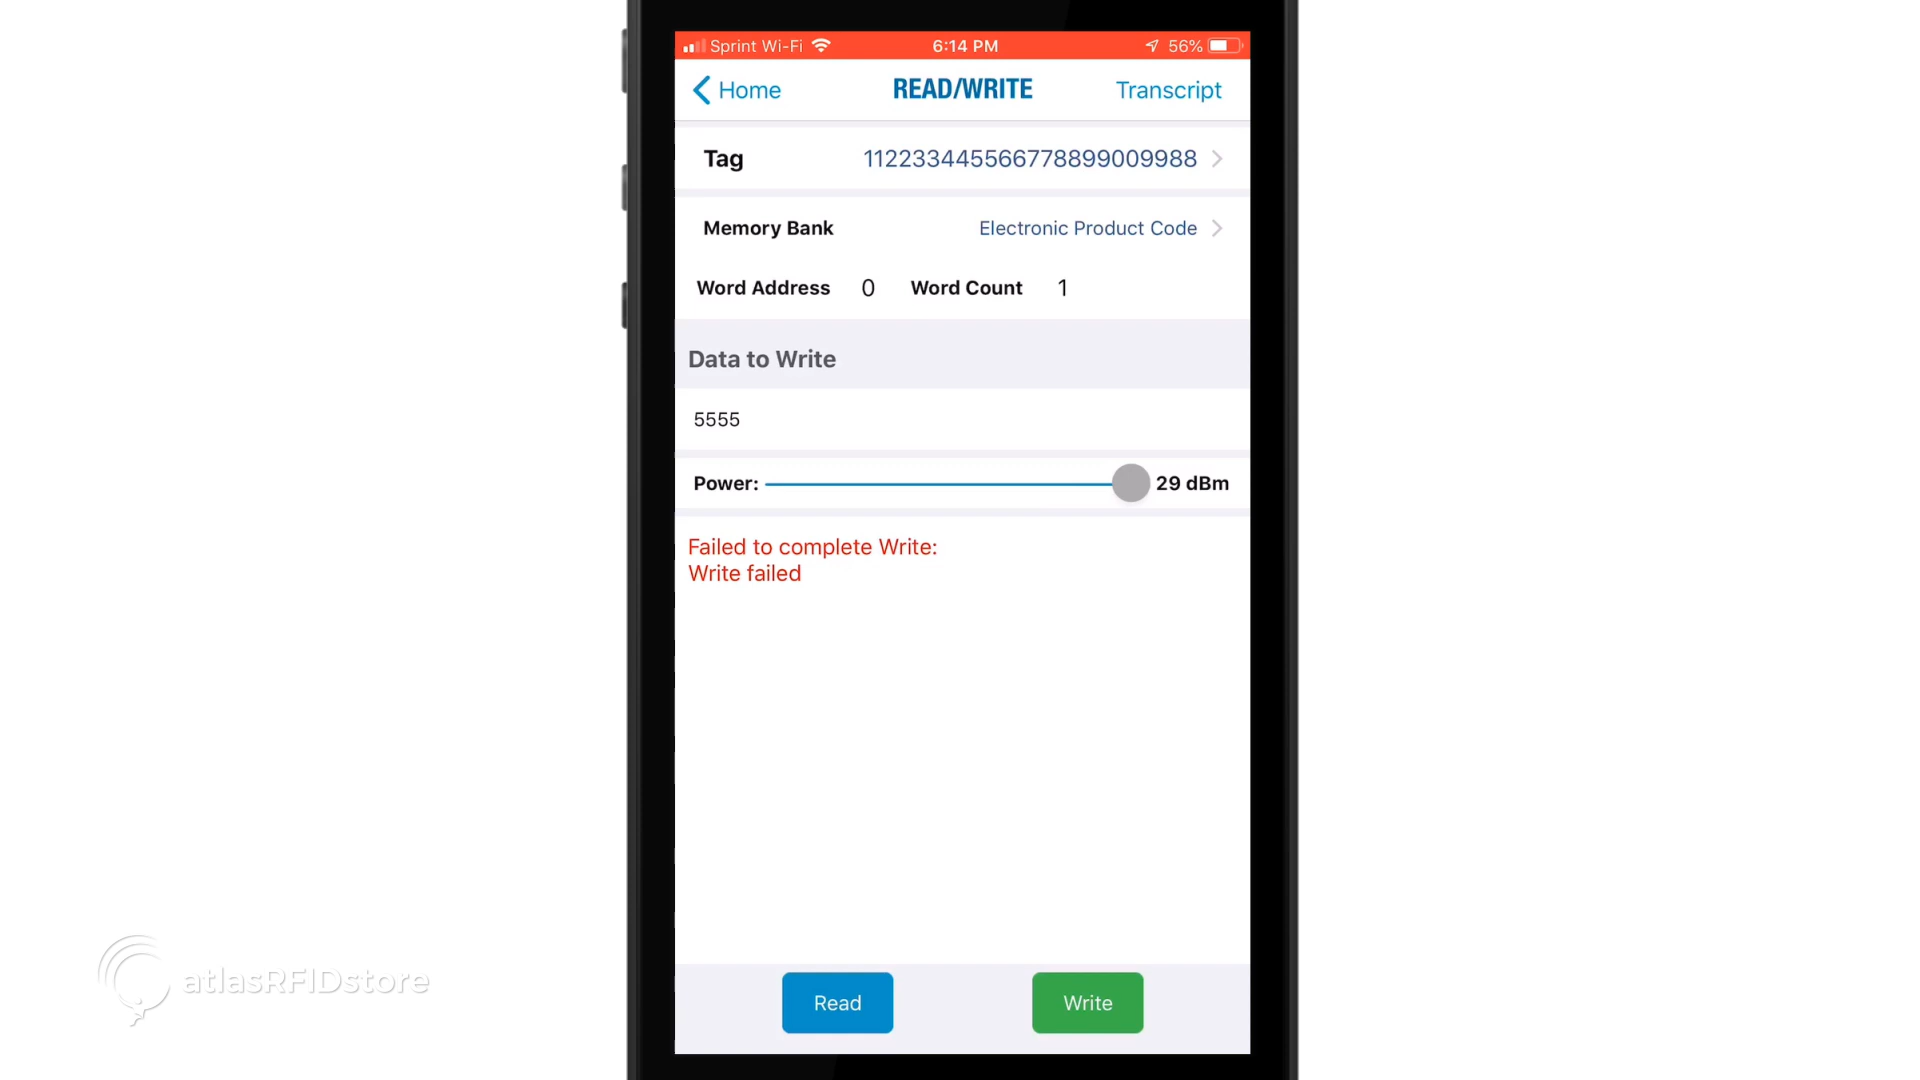 Sprint Wi-Fi 6:14 PM 56%
Home READ/WRITE Transcript
Tag 112233445566778899009988
Memory Bank Electronic Product Code
Word Address 0 Word Count 1
Data to Write
5555
Power: 29 dBm
Failed to complete Write:
Write failed
Read Write
atlasRFIDstore